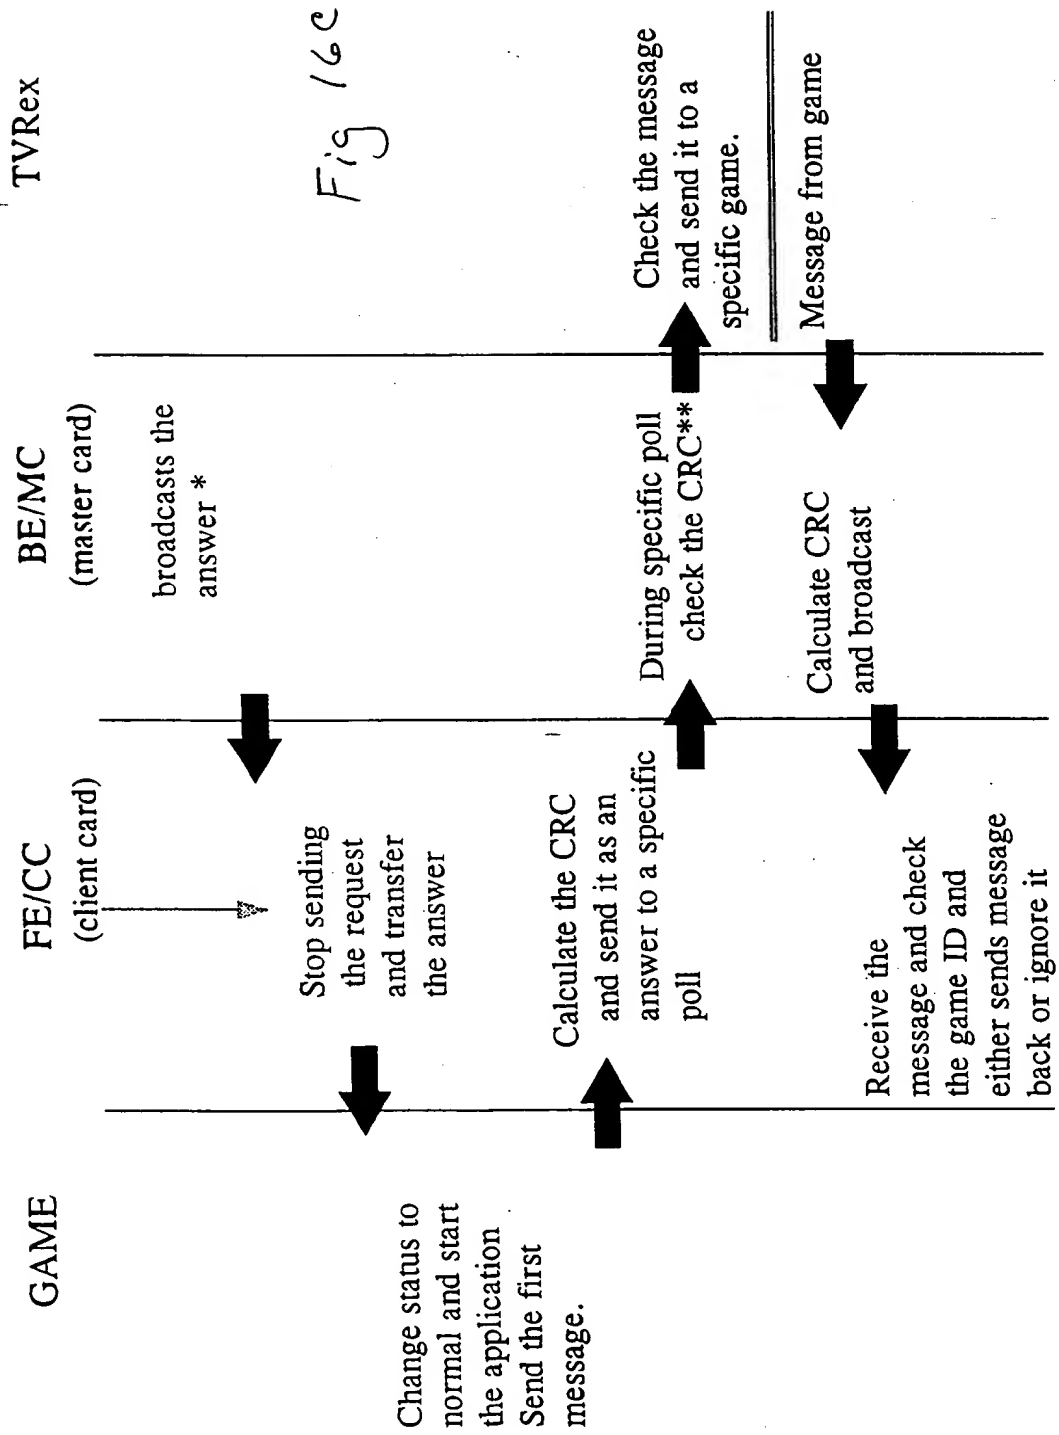 GAME
FE/CC
(client card)
BE/MC
(master card)
TVRex
broadcasts the
answer *
Fig 16C
Stop sending
the request
and transfer
the answer
Change status to
normal and start
the application
Send the first
message.
Calculate the CRC
and send it as an
answer to a specific
poll
During specific poll
check the CRC**
Check the message
and send it to a
specific game.
Message from game
Calculate CRC
and broadcast
Receive the
message and check
the game ID and
either sends message
back or ignore it